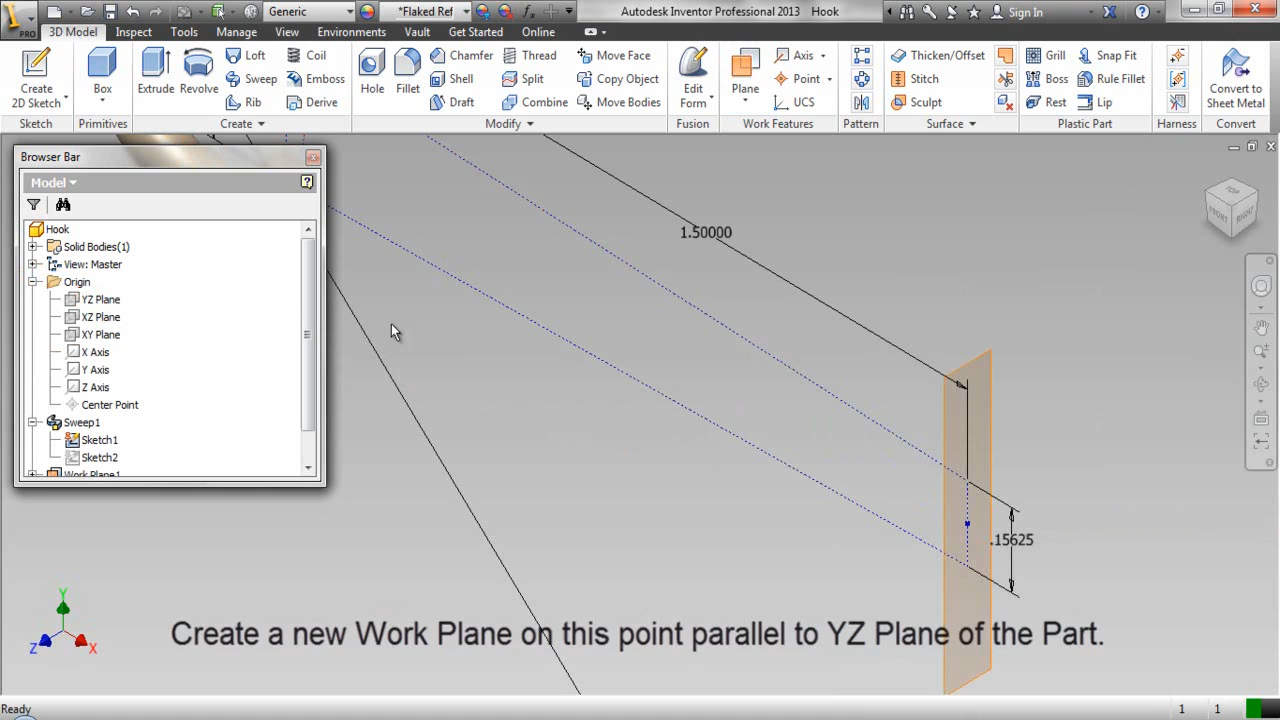 PRO
Generic
*Flaked Ref
Autodesk Inventor Professional 2013 Hook
Sign In
3D Model Inspect Tools Manage View Environments Vault Get Started Online
Create
2D Sketch
Sketch
Box
Primitives
Extrude
Revolve
Loft
Sweep
Rib
Coil
Emboss
Derive
Create
Hole
Fillet
Chamfer
Shell
Draft
Thread
Split
Combine
Move Face
Copy Object
Move Bodies
Modify
Edit
Form
Fusion
Plane
Axis
Point
UCS
Work Features
Pattern
Thicken/Offset
Stitch
Sculpt
Surface
Grill
Boss
Rest
Snap Fit
Rule Fillet
Lip
Plastic Part
Harness
Convert to
Sheet Metal
Convert
Browser Bar
Model
Hook
Solid Bodies(1)
View: Master
Origin
YZ Plane
XZ Plane
XY Plane
X Axis
Y Axis
Z Axis
Center Point
Sweep1
Sketch1
Sketch2
Work Plane1
1.50000
.15625
FRONT
RIGHT
Y
Z
X
Create a new Work Plane on this point parallel to YZ Plane of the Part.
Ready
1 1